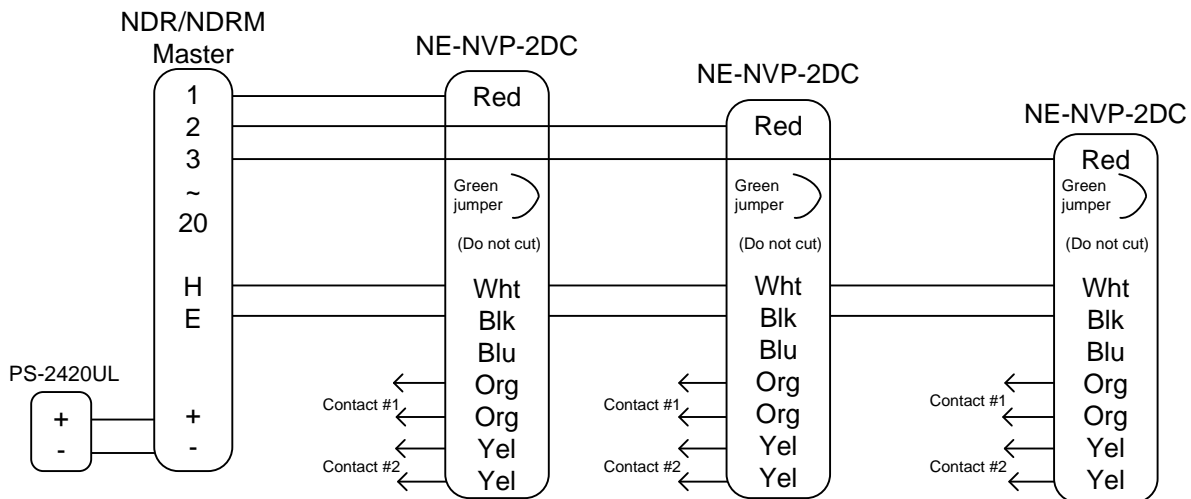 NDR/NDRM
Master
1
2
3
~
20
H
E
+
-
PS-2420UL
+
-
NE-NVP-2DC
Red
Green
jumper
(Do not cut)
Wht
Blk
Blu
Org
Org
Yel
Yel
Contact #1
Contact #2
NE-NVP-2DC
Red
Green
jumper
(Do not cut)
Wht
Blk
Blu
Org
Org
Yel
Yel
Contact #1
Contact #2
NE-NVP-2DC
Red
Green
jumper
(Do not cut)
Wht
Blk
Blu
Org
Org
Yel
Yel
Contact #1
Contact #2